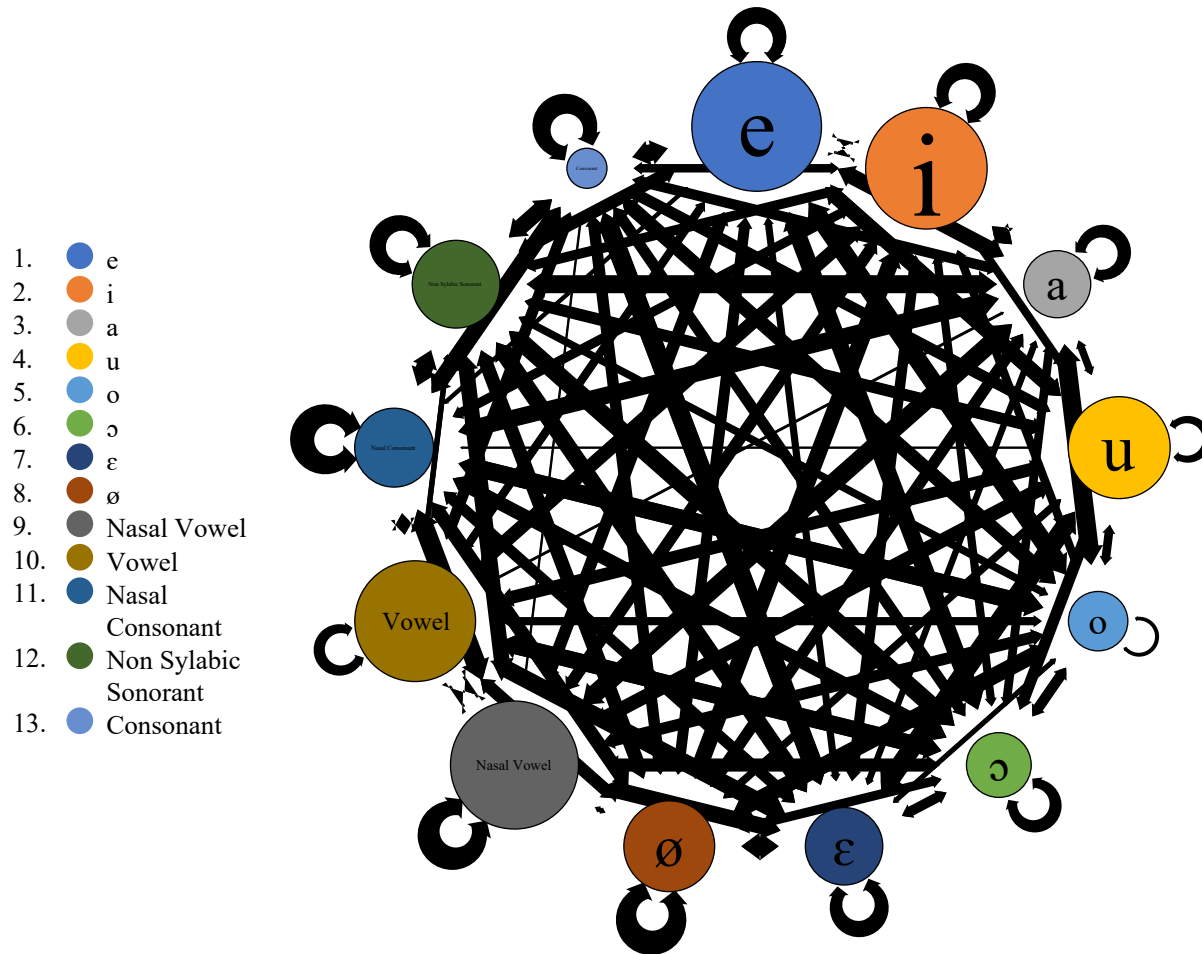 1. e
2. i
3. a
4. u
5. o
6. ɔ
7. ɛ
8. ø
9. Nasal Vowel
10. Vowel
11. Nasal
Consonant
12. Non Sylabic
Sonorant
13. Consonant
e
i
Consonant
a
Non Sylabic Sonorant
u
Nasal Consonant
o
Vowel
ɔ
Nasal Vowel
ø
ɛ